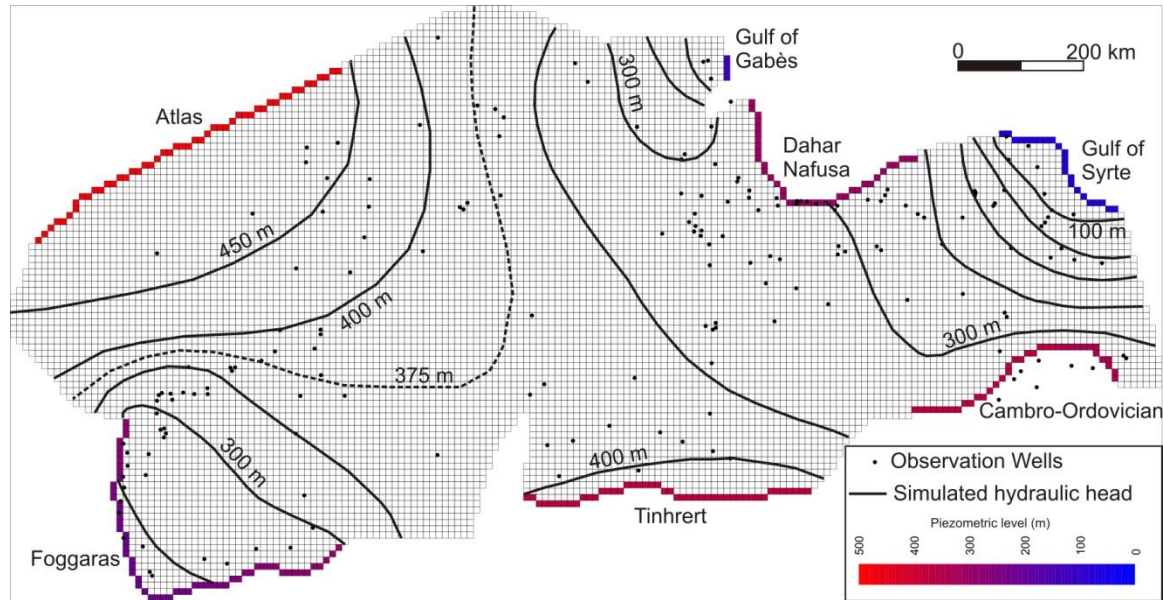 Gulf of
Gabès
0 200 km
300 m
Atlas
Dahar
Nafusa
Gulf of
Syrte
450 m
100 m
400 m
300 m
375 m
Cambro-Ordovician
300 m
400 m
Observation Wells
Simulated hydraulic head
Tinhrert
Piezometric level (m)
Foggaras
500 400 300 200 100 0